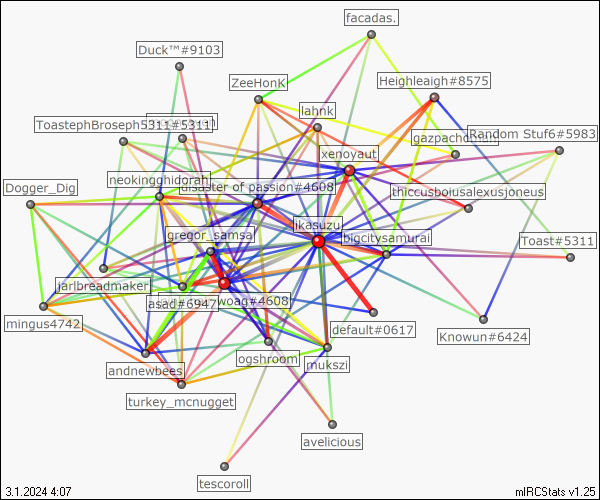 facadas.
Duck™#9103
Heighleaigh#8575
ZeeHonK
lahnk
ToastephBroseph5311#5311
Random Stuf6#5983
xenoyaut
neokingghidorah
disaster of passion#4608
Dogger_Dig
thiccusboiusalexusjoneus
ikasuzu
gregor_samsa
bigcitysamurai
Toast#5311
jarlbreadmaker
asad#6947
woag#4608
mingus4742
default#0617
Knowun#6424
ogshroom
mukszi
andnewbees
turkey_mcnugget
avelicious
tescoroll
3.1.2024 4:07
mIRCStats v1.25